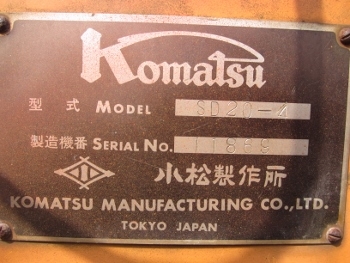 Komatsu
型式 MODEL SD20-4
製造機番 SERIAL No.
小松製作所
KOMATSU MANUFACTURING CO.,LTD.
TOKYO JAPAN